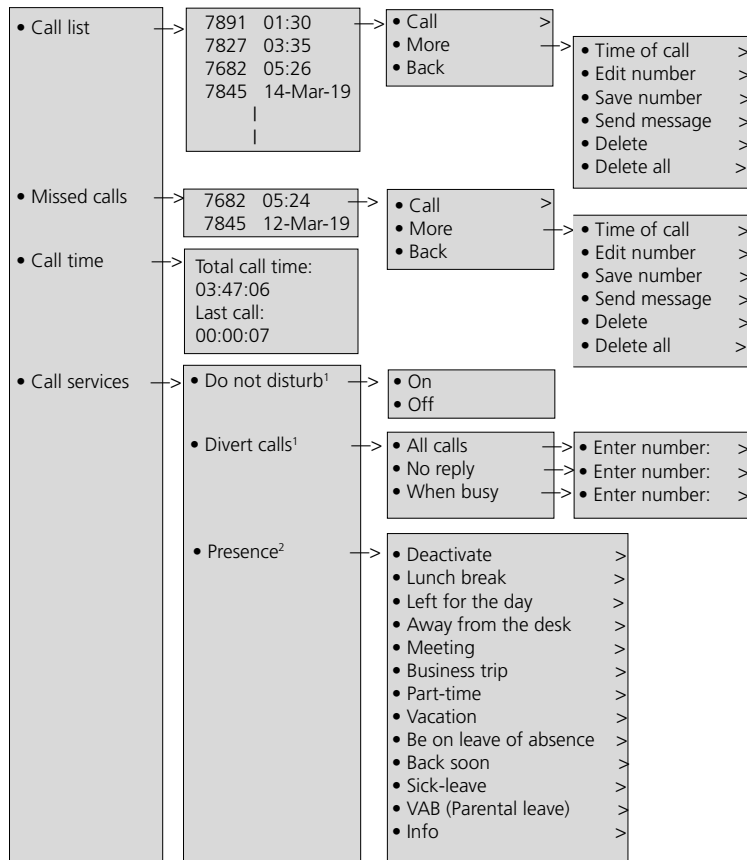 • Call list
7891 01:30
7827 03:35
7682 05:26
7845 14-Mar-19
|
|
• Call >
• More
• Back
• Time of call >
• Edit number >
• Save number >
• Send message >
• Delete >
• Delete all >
• Missed calls
7682 05:24
7845 12-Mar-19
• Call >
• More
• Back
• Time of call >
• Edit number >
• Save number >
• Send message >
• Delete >
• Delete all >
• Call time
Total call time:
03:47:06
Last call:
00:00:07
• Call services
• Do not disturb¹
• On
• Off
• Divert calls¹
• All calls
• No reply
• When busy
• Enter number: >
• Enter number: >
• Enter number: >
• Presence²
• Deactivate >
• Lunch break >
• Left for the day >
• Away from the desk >
• Meeting >
• Business trip >
• Part-time >
• Vacation >
• Be on leave of absence >
• Back soon >
• Sick-leave >
• VAB (Parental leave) >
• Info >